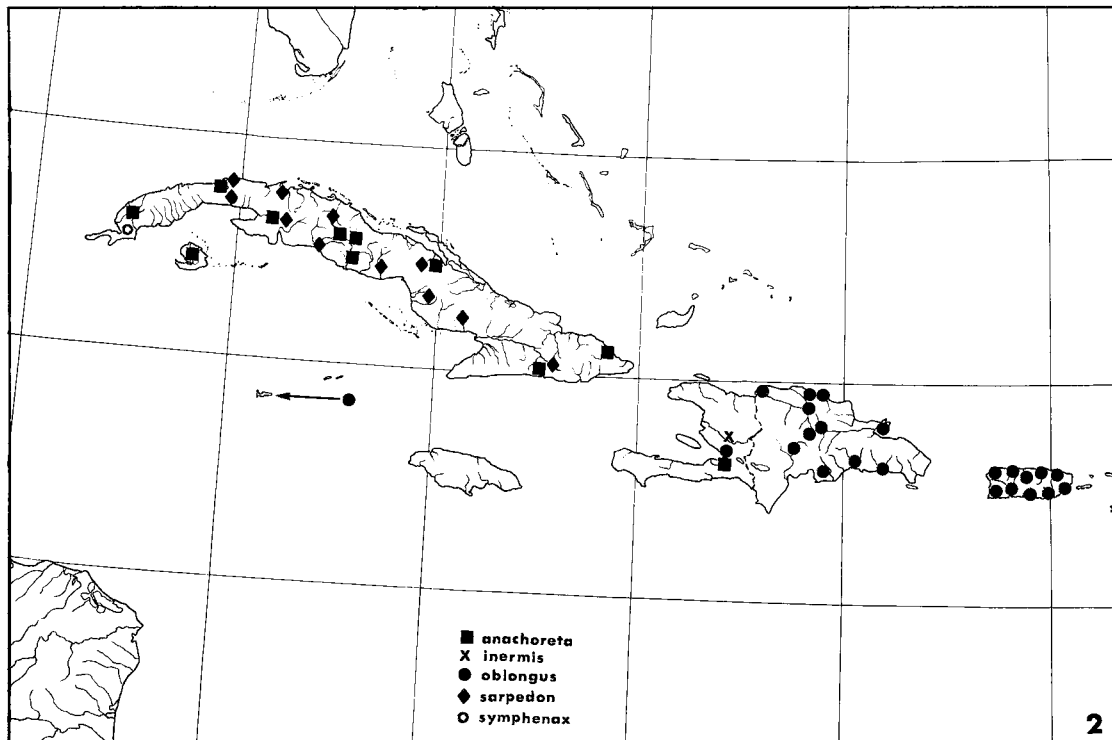 anachoreta
x inermis
oblongus
sarpedon
symphenax
2